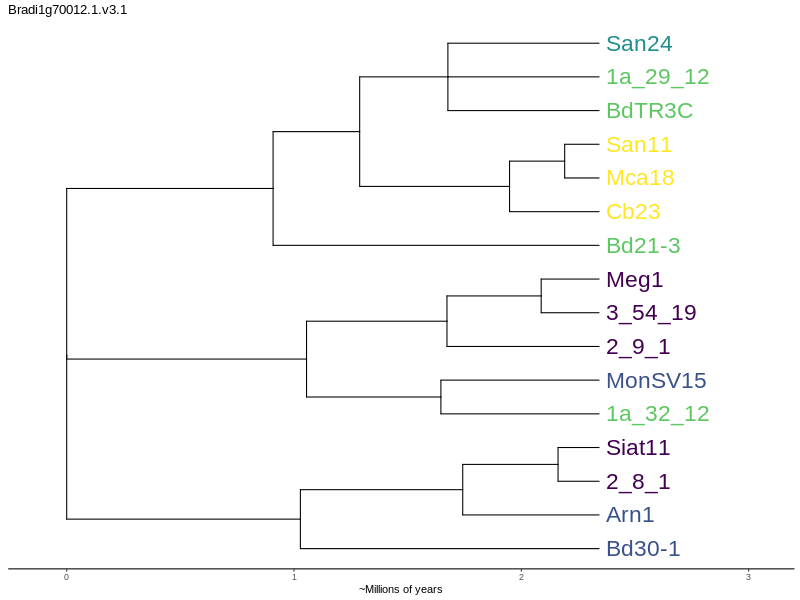 Bradi1g70012.1.v3.1
San24
1a_29_12
BdTR3C
San11
Mca18
Cb23
Bd21-3
Meg1
3_54_19
2_9_1
MonSV15
1a_32_12
Siat11
2_8_1
Arn1
Bd30-1
0 1 2 3
~Millions of years